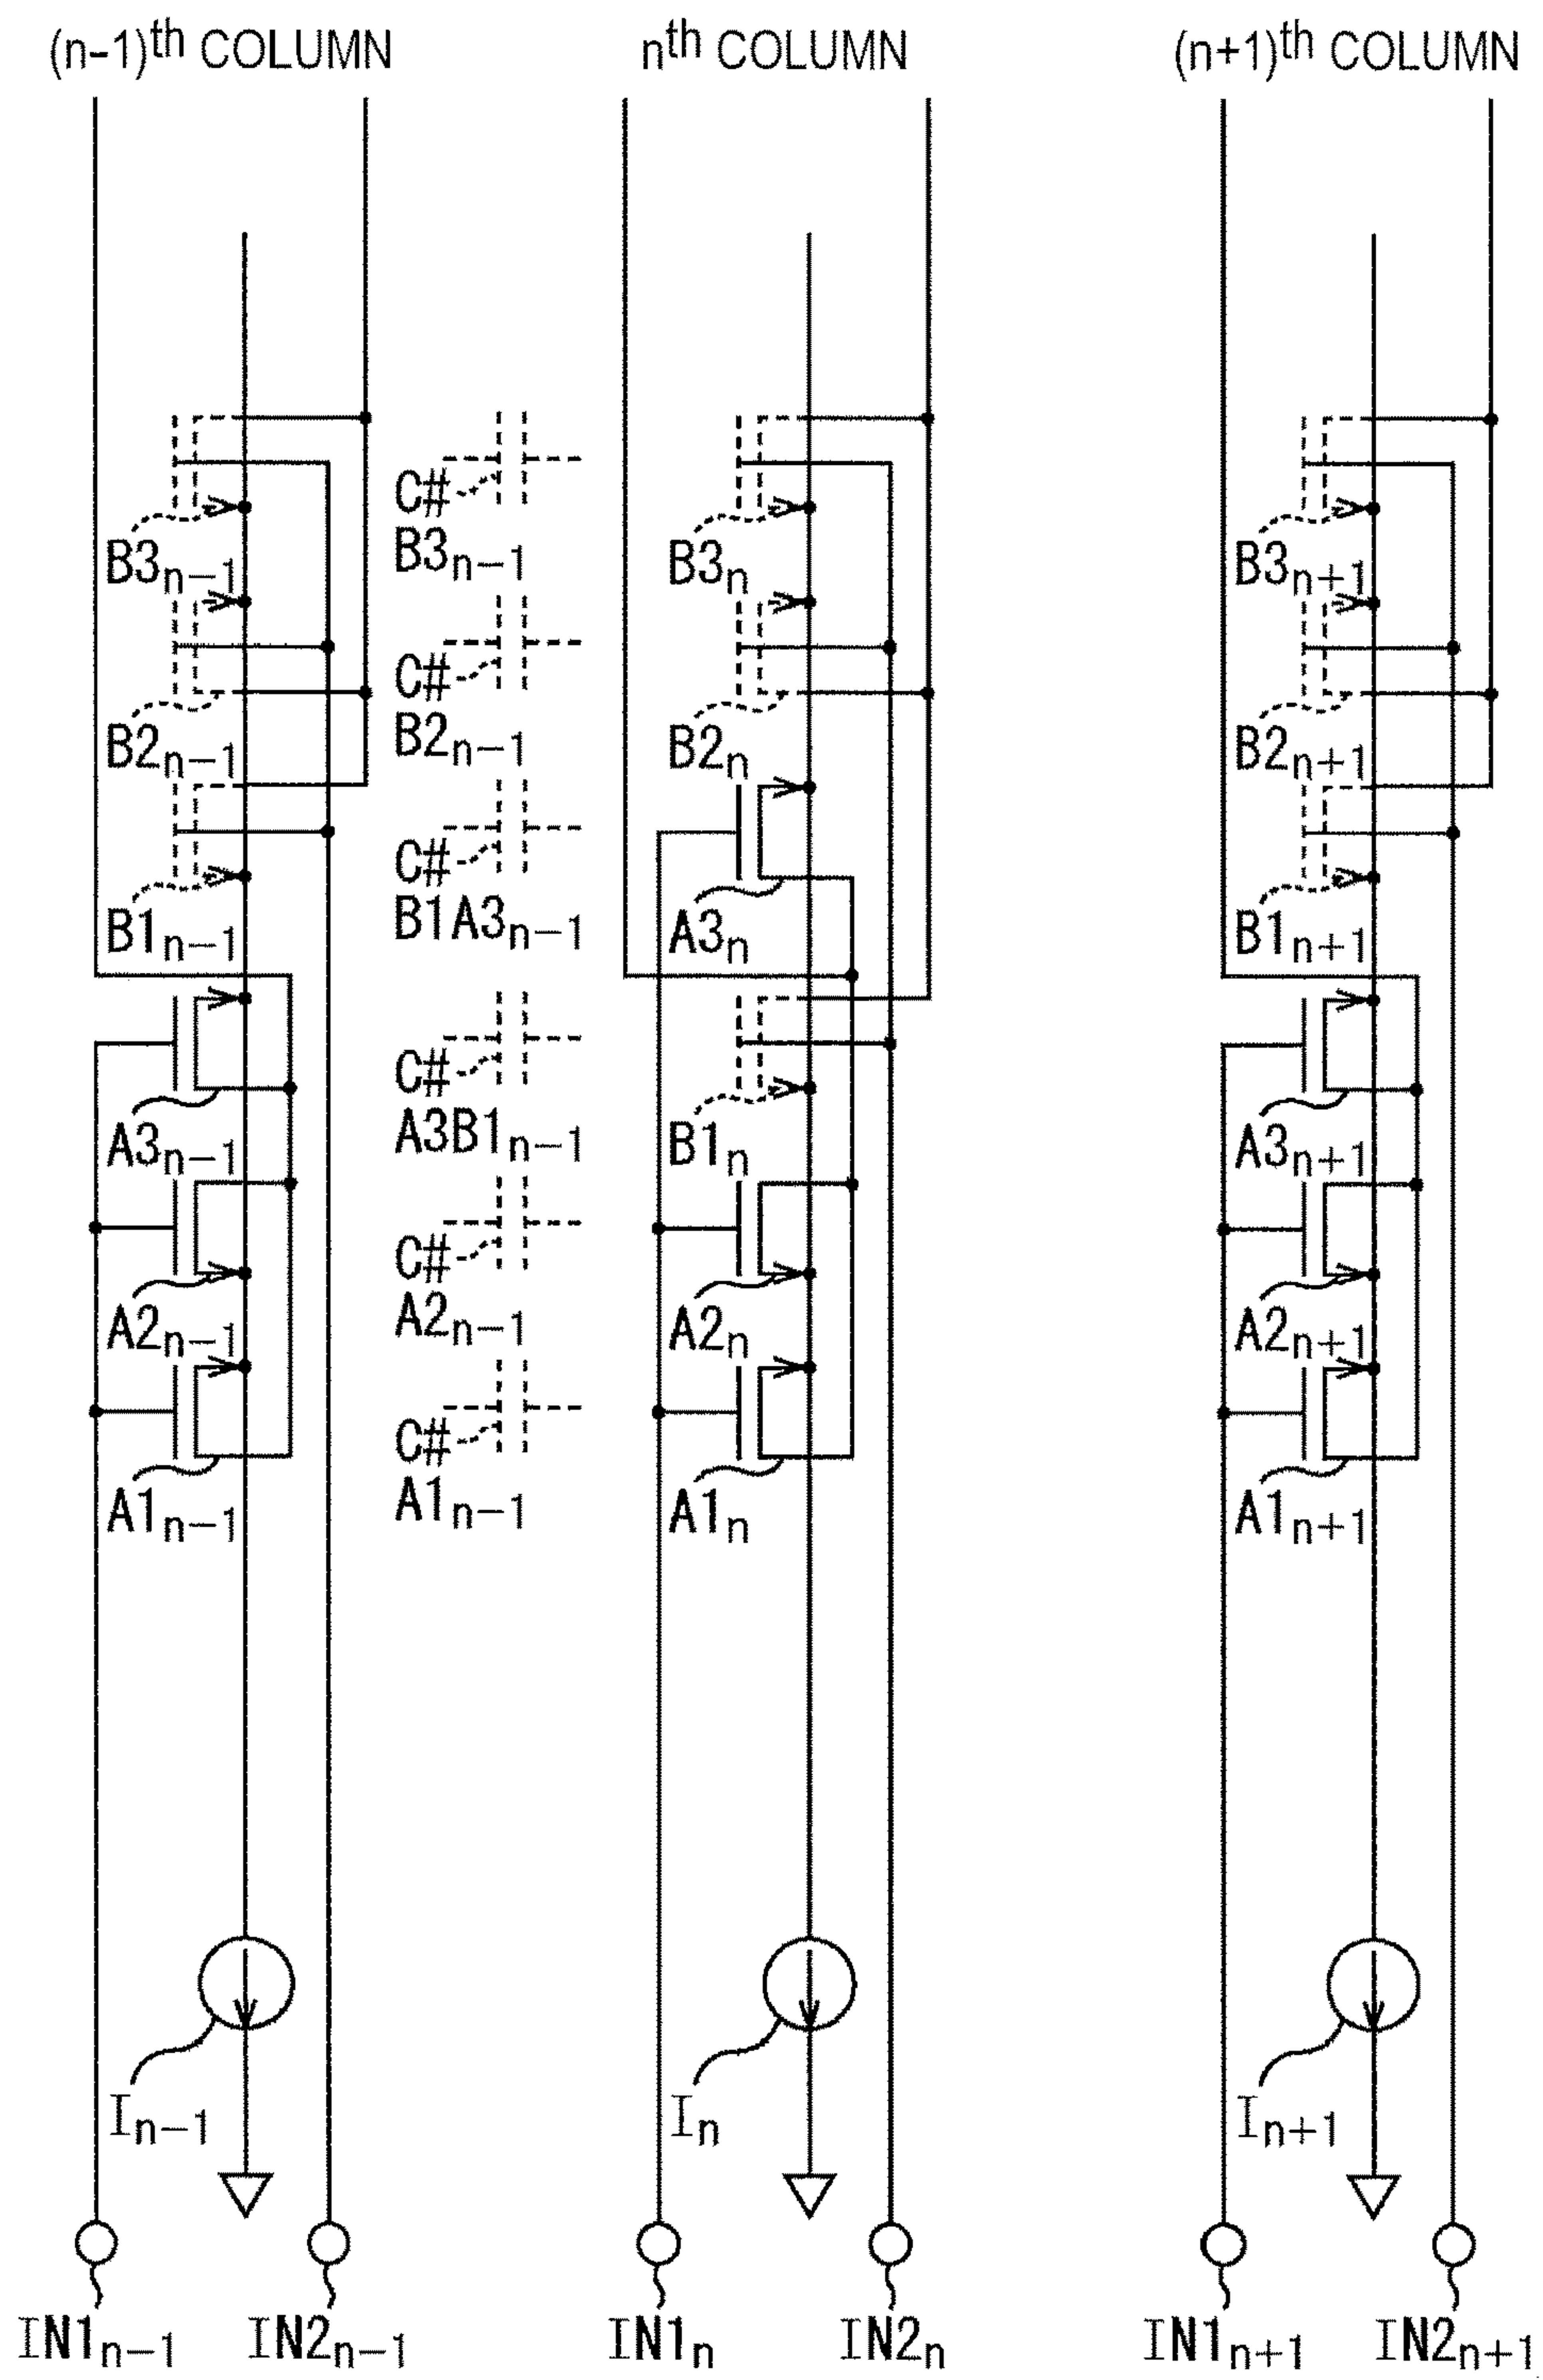 (n-1)th COLUMN nth COLUMN (n+1)th COLUMN
C# 
B3n-1 B3n-1 B3n B3n+1
C#
B2n-1 B2n-1 B2n B2n+1
C#
B1n-1 B1A3n-1 A3n B1n+1
C#
A3n-1 A3B1n-1 B1n A3n+1
C#
A2n-1 A2n-1 A2n A2n+1
C#
A1n-1 A1n-1 A1n A1n+1
In-1 In In+1
IN1n-1 IN2n-1 IN1n IN2n IN1n+1 IN2n+1